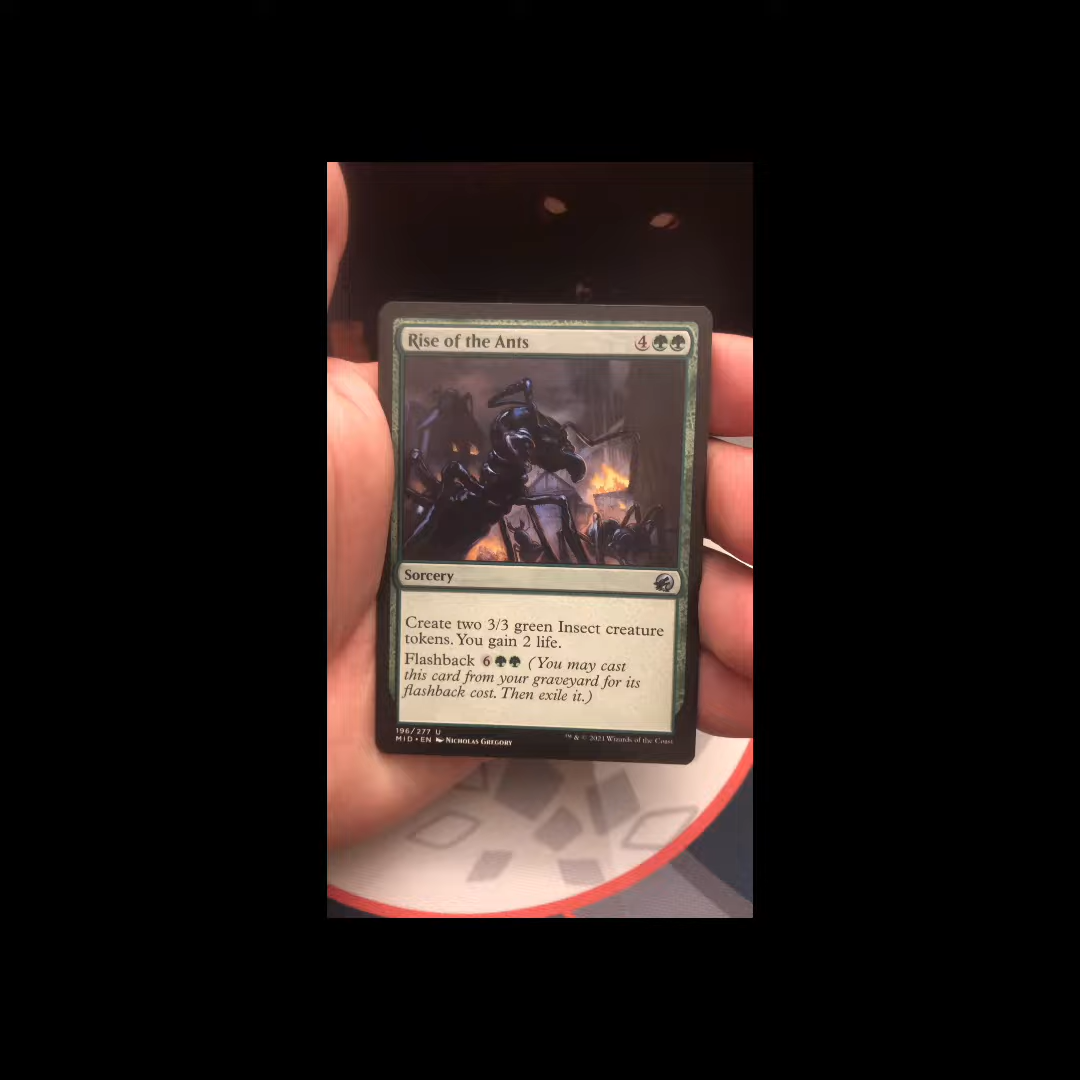 Rise of the Ants 4
Sorcery
Create two 3/3 green Insect creature
tokens. You gain 2 life.
Flashback 6 (You may cast
this card from your graveyard for its
flashback cost. Then exile it.)
196/277 U
MID • EN Nicholas Gregory
™ & © 2021 Wizards of the Coast